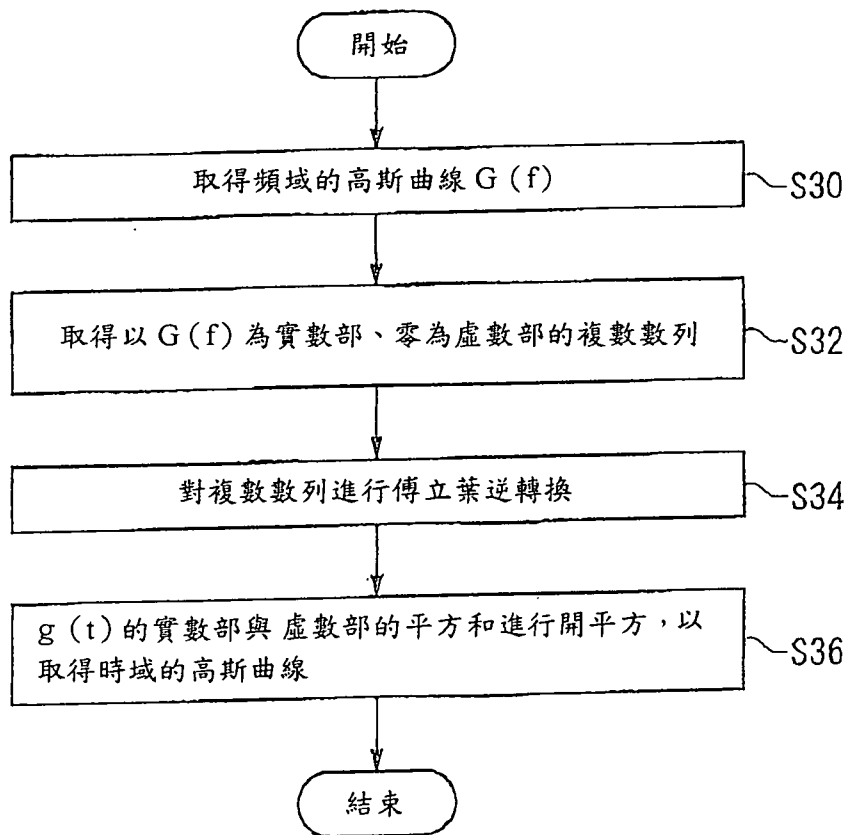 開始
取得頻域的高斯曲線 G (f)
S30
取得以 G (f) 為實數部、零為虛數部的複數數列
S32
對複數數列進行傅立葉逆轉換
S34
g (t) 的實數部與 虛數部的平方和進行開平方，以
取得時域的高斯曲線
S36
結束